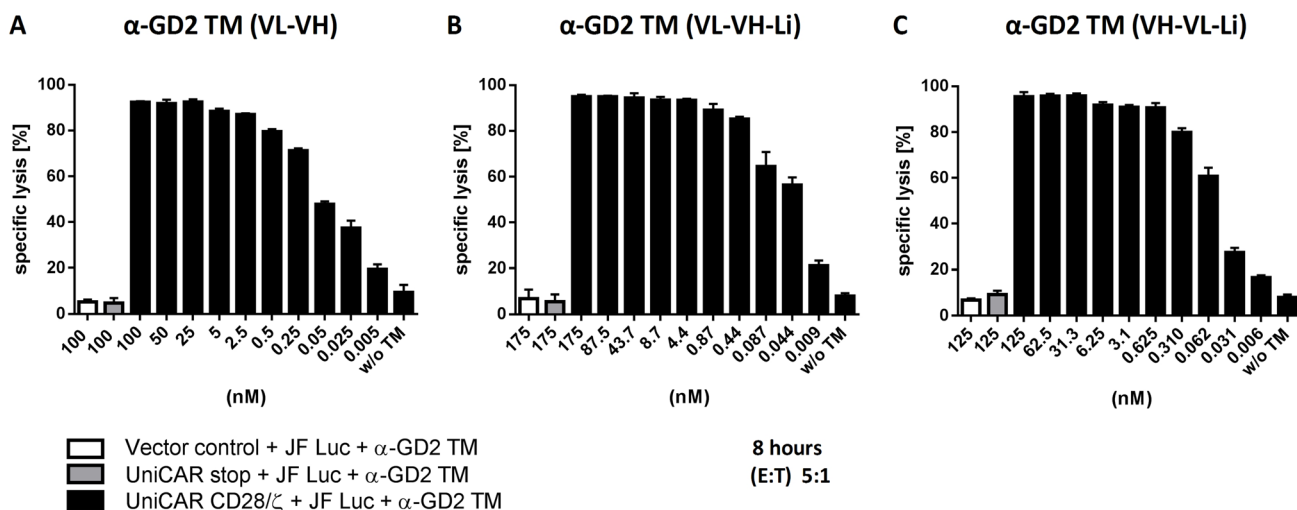 A α-GD2 TM (VL-VH)
specific lysis [%]
100
80
60
40
20
0
100 100 100 50 25 5 2.5 0.5 0.25 0.05 0.025 0.005 w/o TM
(nM)
B α-GD2 TM (VL-VH-Li)
specific lysis [%]
100
80
60
40
20
0
175 175 175 87.5 43.7 8.7 4.4 0.87 0.44 0.087 0.044 0.009 w/o TM
(nM)
C α-GD2 TM (VH-VL-Li)
specific lysis [%]
100
80
60
40
20
0
125 125 125 62.5 31.3 6.25 3.1 0.625 0.310 0.062 0.031 0.006 w/o TM
(nM)
Vector control + JF Luc + α-GD2 TM
UniCAR stop + JF Luc + α-GD2 TM
UniCAR CD28/ζ + JF Luc + α-GD2 TM
8 hours
(E:T) 5:1